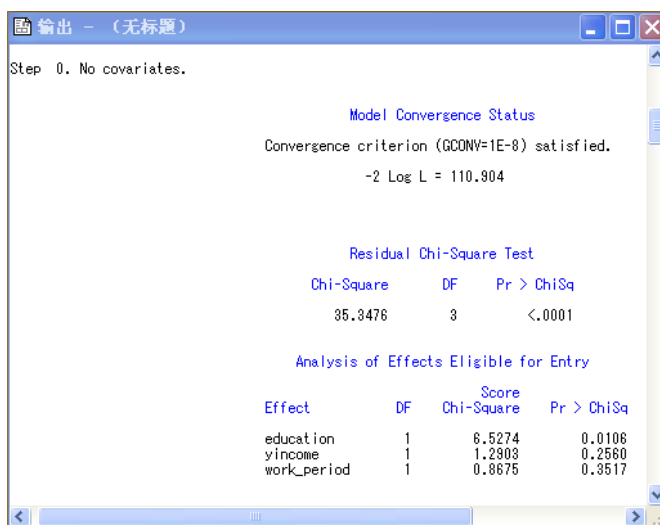 输出 - （无标题）
Step 0. No covariates.
Model Convergence Status
Convergence criterion (GCONV=1E-8) satisfied.
-2 Log L = 110.904
Residual Chi-Square Test
Chi-Square DF Pr > ChiSq
35.3476 3 <.0001
Analysis of Effects Eligible for Entry
Score
Effect DF Chi-Square Pr > ChiSq
education 1 6.5274 0.0106
yincome 1 1.2903 0.2560
work_period 1 0.8675 0.3517